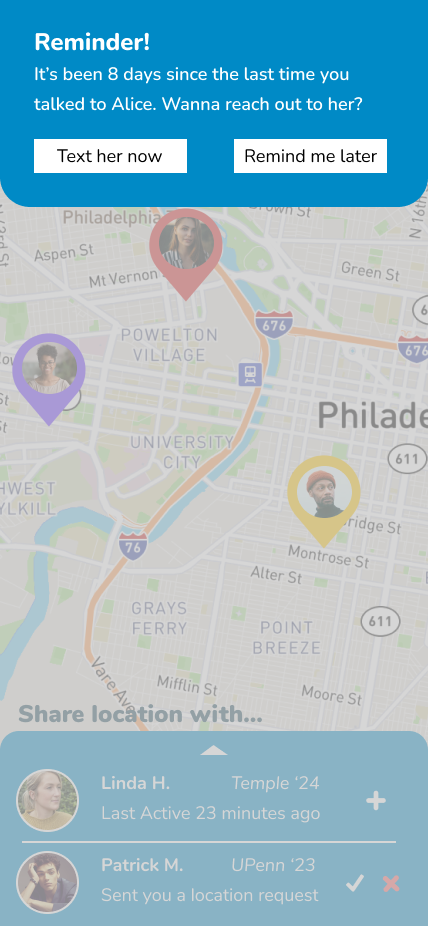 Reminder!
It's been 8 days since the last time you
talked to Alice. Wanna reach out to her?
Text her now
Remind me later
Philadelphia
N 16th
Aspen St
Mt Vernon
Green St
676
POWELTON
VILLAGE
676
Philade
UNIVERSITY
CITY
611
HWEST
YLKILL
ridge St
76
Montrose St
Alter St
GRAYS
FERRY
611
POINT
BREEZE
Vare Ave
Mifflin St
Moore St
Share location with...
Linda H.
Temple ‘24
Last Active 23 minutes ago
Patrick M.
UPenn ‘23
Sent you a location request